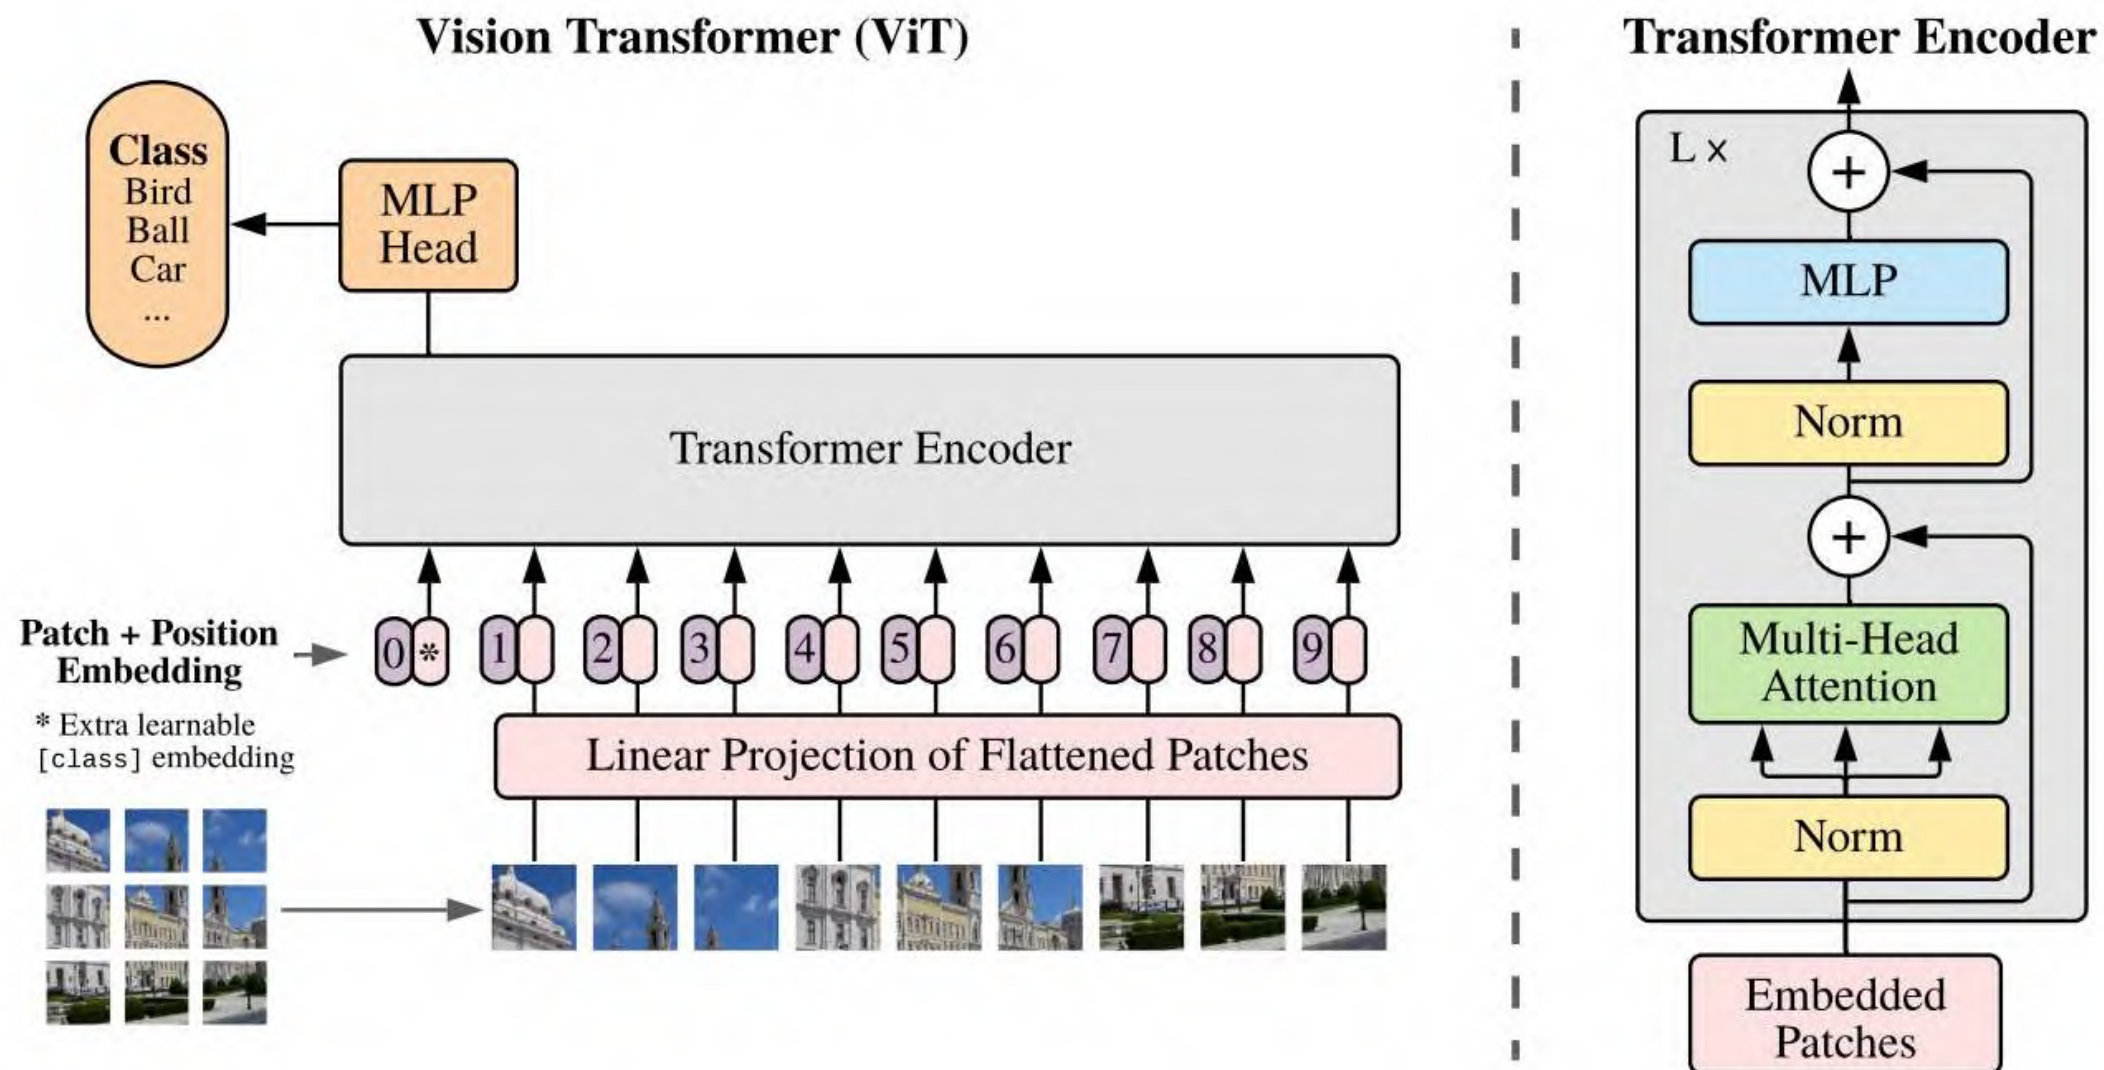 Vision Transformer (ViT)
Class
Bird
Ball
Car
...
MLP
Head
Transformer Encoder
Patch + Position
Embedding
* Extra learnable
[class] embedding
0 * 1 2 3 4 5 6 7 8 9
Linear Projection of Flattened Patches
Transformer Encoder
L x
+
MLP
Norm
+
Multi-Head
Attention
Norm
Embedded
Patches